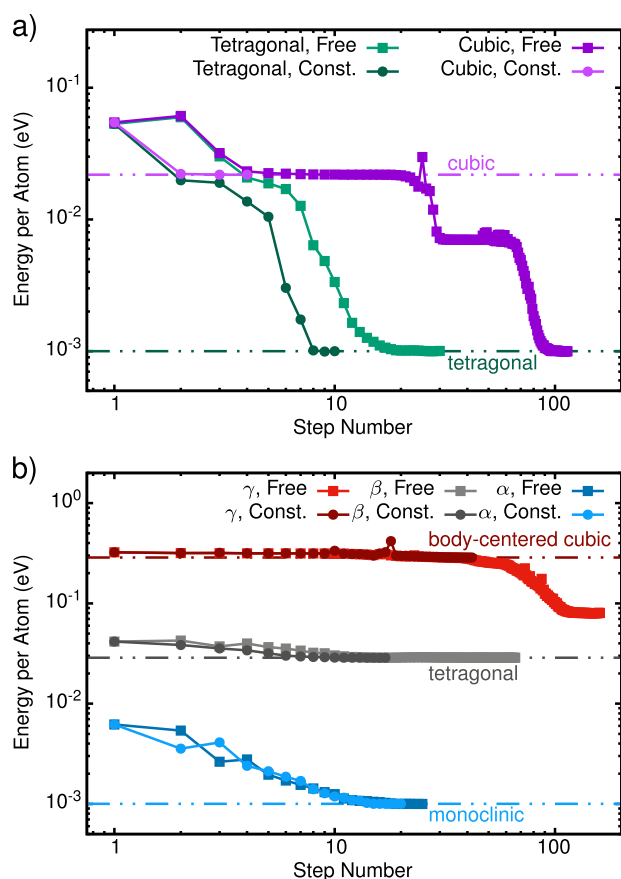 a)
Tetragonal, Free Cubic, Free
Tetragonal, Const. Cubic, Const.
10⁻¹
cubic
10⁻²
10⁻³
tetragonal
Energy per Atom (eV)
1 10 100
Step Number
b)
γ, Free β, Free α, Free
γ, Const. β, Const. α, Const.
10⁰
body-centered cubic
10⁻¹
tetragonal
10⁻²
10⁻³
monoclinic
Energy per Atom (eV)
1 10 100
Step Number